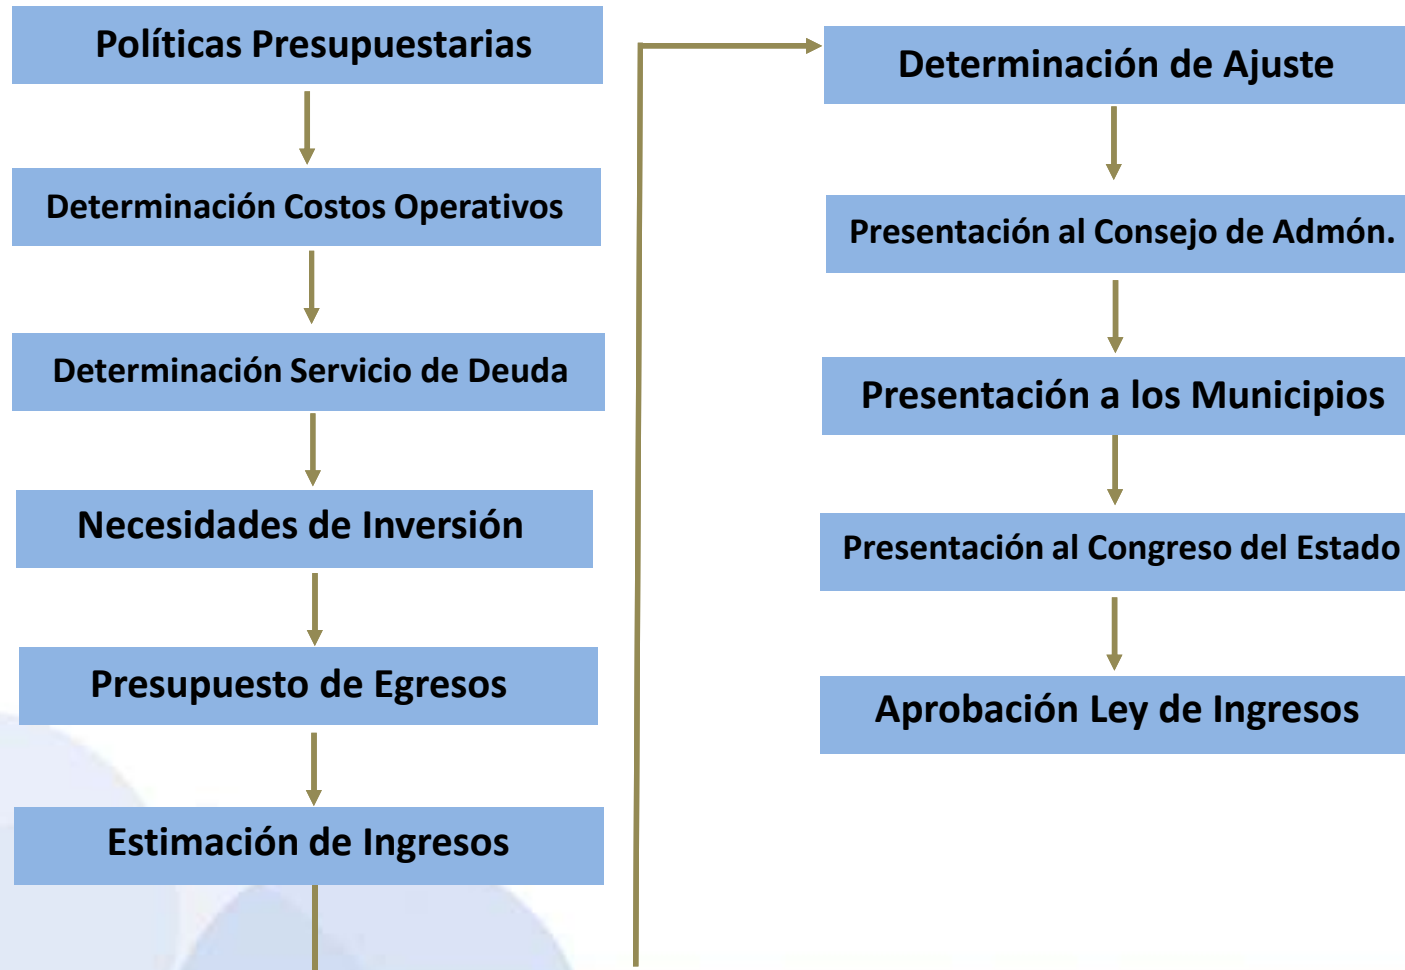 Políticas Presupuestarias
Determinación Costos Operativos
Determinación Servicio de Deuda
Necesidades de Inversión
Presupuesto de Egresos
Estimación de Ingresos
Determinación de Ajuste
Presentación al Consejo de Admón.
Presentación a los Municipios
Presentación al Congreso del Estado
Aprobación Ley de Ingresos